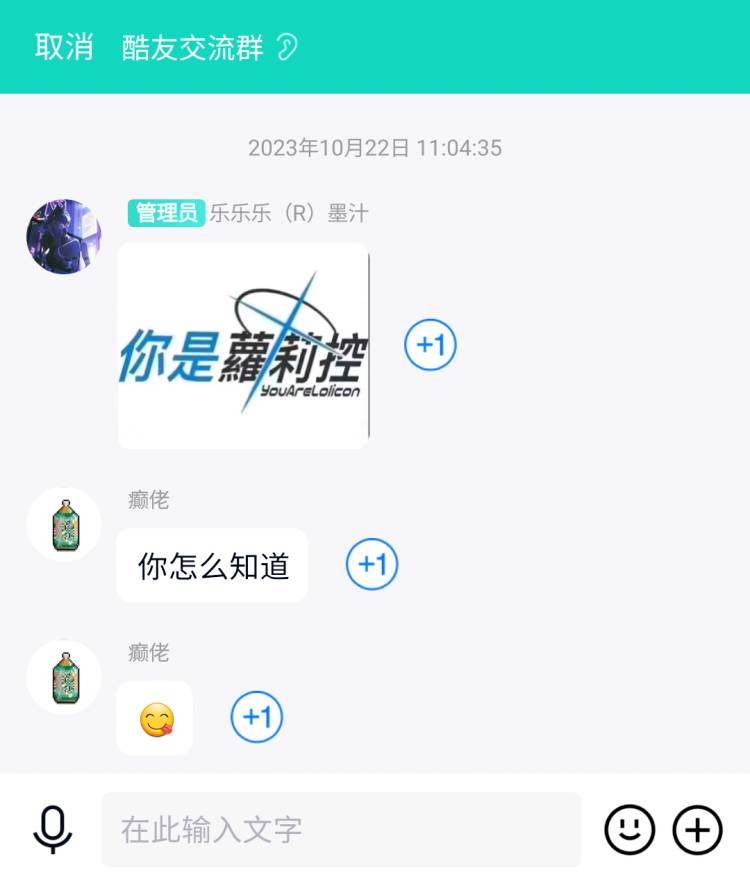 取消 酷友交流群
2023年10月22日 11:04:35
管理员 乐乐乐（R）墨汁
你是蘿莉控
YouAreLolicon
+1
癫佬
你怎么知道
+1
癫佬
+1
在此输入文字